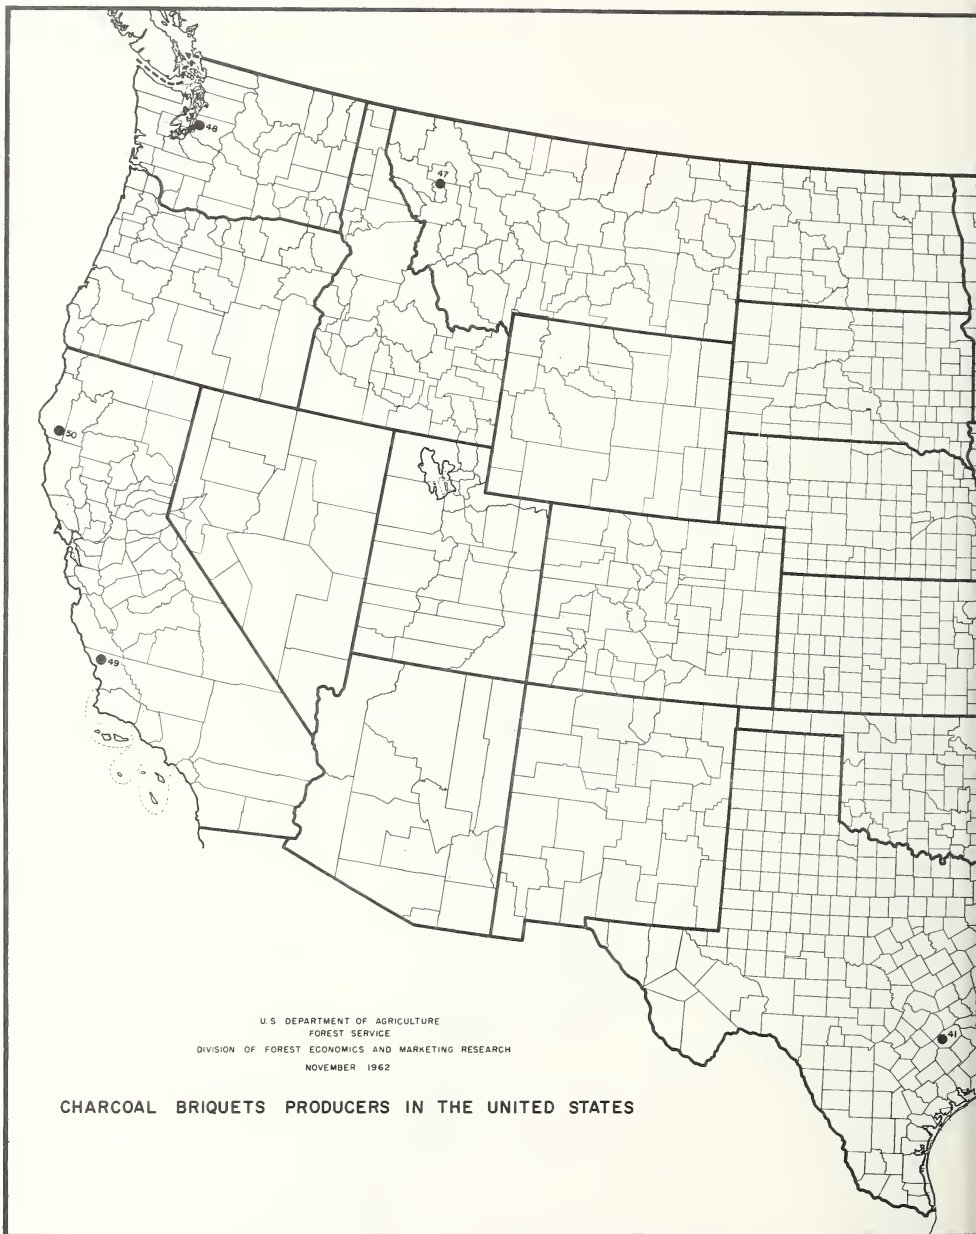 48
47
50
49
41
U.S DEPARTMENT OF AGRICULTURE
FOREST SERVICE
DIVISION OF FOREST ECONOMICS AND MARKETING RESEARCH
NOVEMBER 1962
CHARCOAL BRIQUETS PRODUCERS IN THE UNITED STATES